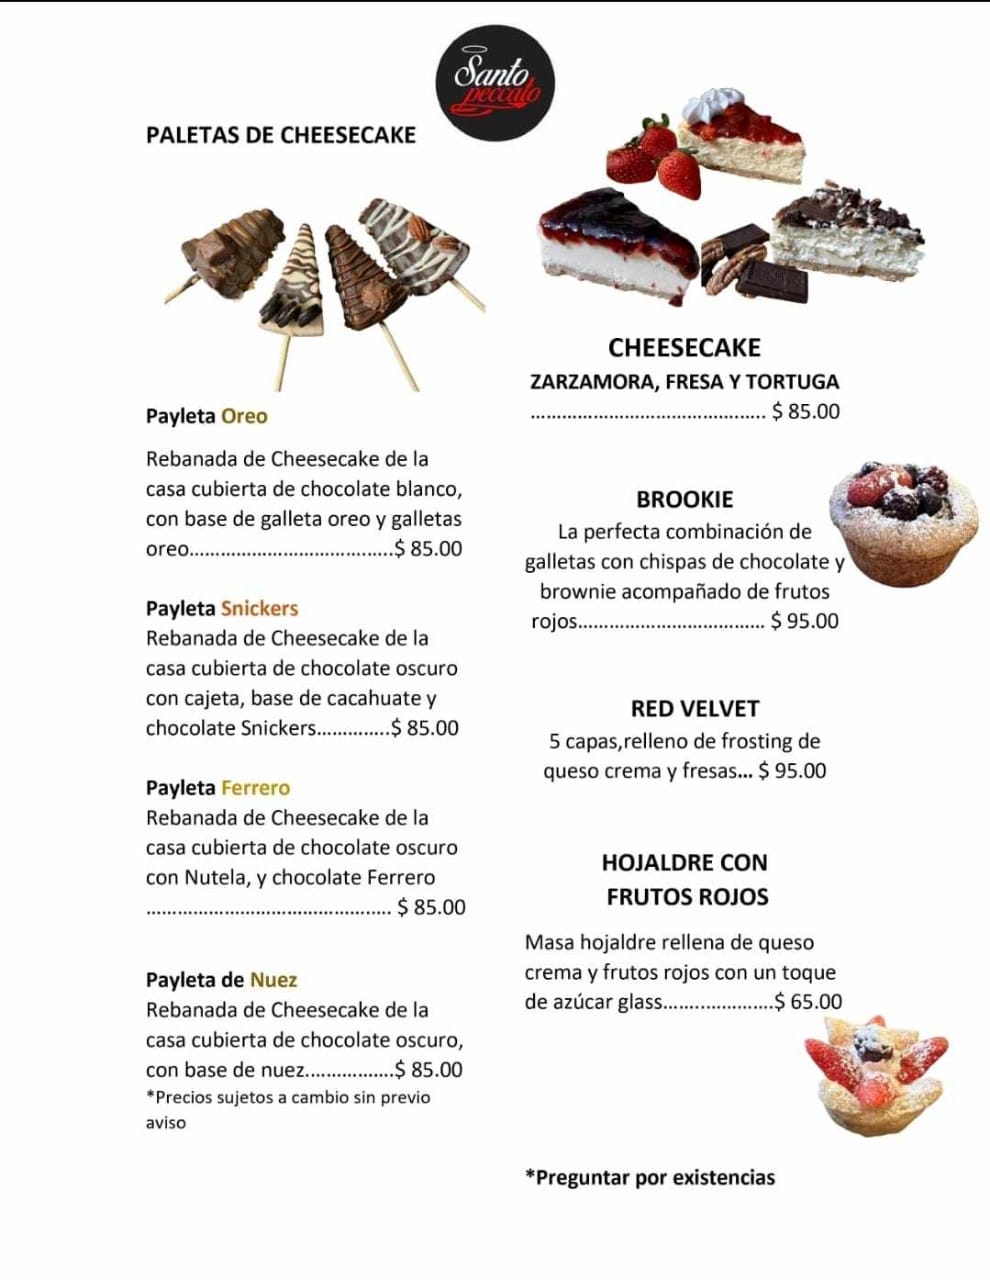 Santo
peccato
PALETAS DE CHEESECAKE
Payleta Oreo
Rebanada de Cheesecake de la
casa cubierta de chocolate blanco,
con base de galleta oreo y galletas
oreo.......................................$ 85.00
Payleta Snickers
Rebanada de Cheesecake de la
casa cubierta de chocolate oscuro
con cajeta, base de cacahuate y
chocolate Snickers..............$ 85.00
Payleta Ferrero
Rebanada de Cheesecake de la
casa cubierta de chocolate oscuro
con Nutela, y chocolate Ferrero
............................................... $ 85.00
Payleta de Nuez
Rebanada de Cheesecake de la
casa cubierta de chocolate oscuro,
con base de nuez.................$ 85.00
*Precios sujetos a cambio sin previo
aviso
CHEESECAKE
ZARZAMORA, FRESA Y TORTUGA
............................................. $ 85.00
BROOKIE
La perfecta combinación de
galletas con chispas de chocolate y
brownie acompañado de frutos
rojos.................................... $ 95.00
RED VELVET
5 capas,relleno de frosting de
queso crema y fresas... $ 95.00
HOJALDRE CON
FRUTOS ROJOS
Masa hojaldre rellena de queso
crema y frutos rojos con un toque
de azúcar glass.....................$ 65.00
*Preguntar por existencias